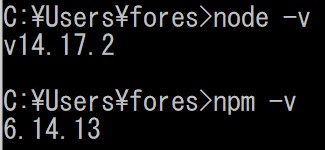 C:¥Users¥fores>node -v
v14.17.2
C:¥Users¥fores>npm -v
6.14.13